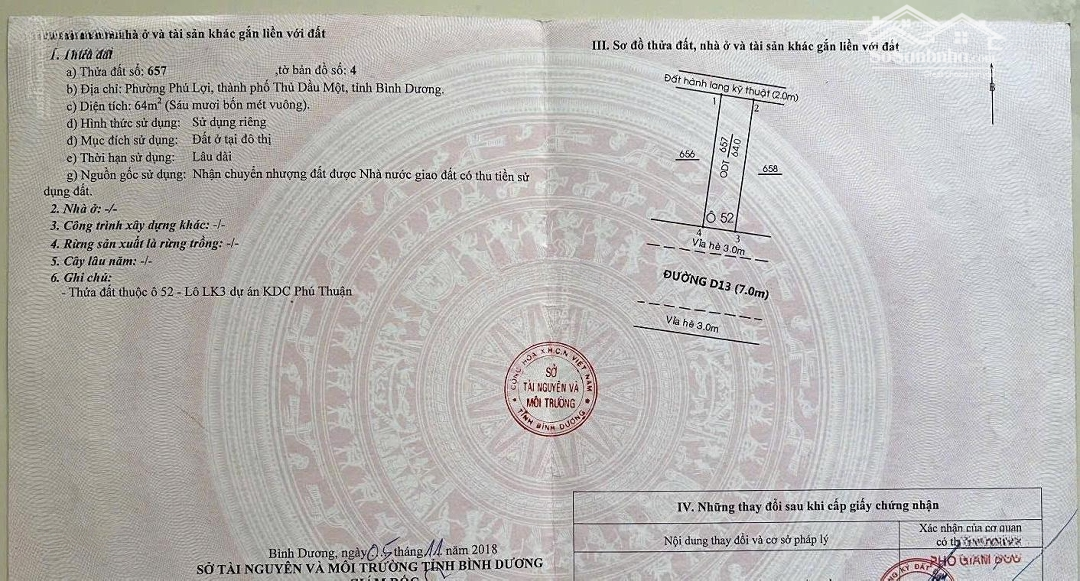 nhà ở và tài sản khác gắn liền với đất
1. Thửa đất
a) Thửa đất số: 657 ,tờ bản đồ số: 4
b) Địa chỉ: Phường Phú Lợi, thành phố Thủ Dầu Một, tỉnh Bình Dương.
c) Diện tích: 64m² (Sáu mươi bốn mét vuông).
d) Hình thức sử dụng: Sử dụng riêng
đ) Mục đích sử dụng: Đất ở tại đô thị
e) Thời hạn sử dụng: Lâu dài
g) Nguồn gốc sử dụng: Nhận chuyển nhượng đất được Nhà nước giao đất có thu tiền sử
dụng đất.
2. Nhà ở: -/-
3. Công trình xây dựng khác: -/-
4. Rừng sản xuất là rừng trồng: -/-
5. Cây lâu năm: -/-
6. Ghi chú:
- Thửa đất thuộc ô 52 - Lô LK3 dự án KDC Phú Thuận
CỘNG HÒA X.H.C.N VIỆT NAM
SỞ
TÀI NGUYÊN VÀ
MÔI TRƯỜNG
TỈNH BÌNH DƯƠNG
Bình Dương, ngày 05 tháng 11 năm 2018
SỞ TÀI NGUYÊN VÀ MÔI TRƯỜNG TỈNH BÌNH DƯƠNG
GIÁM ĐỐC
III. Sơ đồ thửa đất, nhà ở và tài sản khác gắn liền với đất
B
Đất hành lang kỹ thuật (2.0m)
1
2
656
ODT 657
64.0
658
Ô 52
4
3
Vỉa hè 3.0m
ĐƯỜNG D13 (7.0m)
Vỉa hè 3.0m
IV. Những thay đổi sau khi cấp giấy chứng nhận
Nội dung thay đổi và cơ sở pháp lý
Xác nhận của cơ quan
có
PHÓ GIÁM ĐỐC